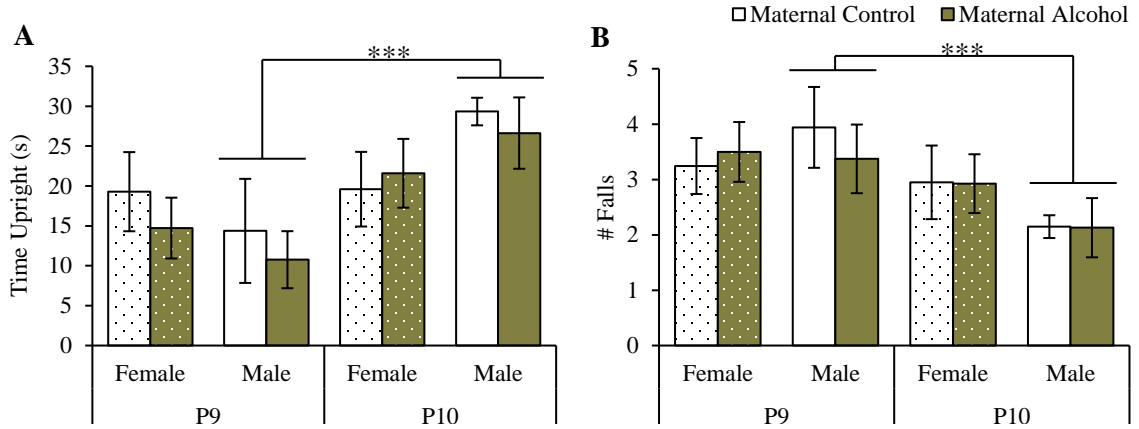 Maternal Control Maternal Alcohol
A
***
35
30
25
20
15
10
5
0
Time Upright (s)
Female Male Female Male
P9 P10
B
***
5
4
3
2
1
0
# Falls
Female Male Female Male
P9 P10